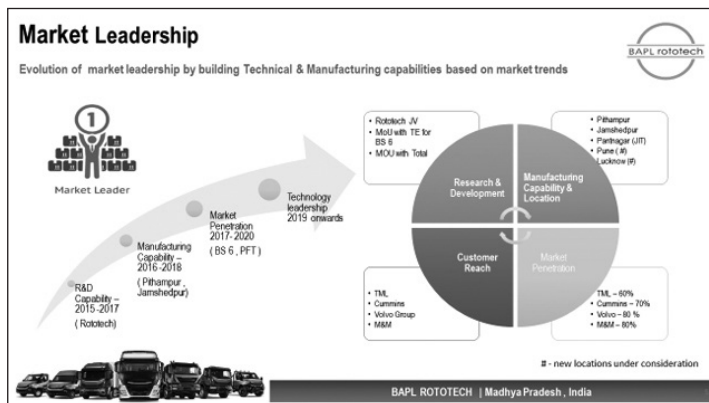 Market Leadership
BAPL rototech
Evolution of market leadership by building Technical & Manufacturing capabilities based on market trends
1
Market Leader
R&D
Capability –
2015-2017
( Rototech)
Manufacturing
Capability –
2016-2018
( Pithampur ,
Jamshedpur)
Market
Penetration
2017-2020
( BS 6 , PFT)
Technology
leadership
2019 onwards
• Rototech JV
• MoU with TE for
BS 6
• MOU with Total
• Pithampur
• Jamshedpur
• Pantnagar (JIT)
• Pune ( #)
Lucknow (#)
Research &
Development
Manufacturing
Capability &
Location
Customer
Reach
Market
Penetration
• TML
• Cummins
• Volvo Group
• M&M
TML – 60%
• Cummins – 70%
• Volvo – 80 %
• M&M – 80%
# - new locations under consideration
BAPL ROTOTECH | Madhya Pradesh , India